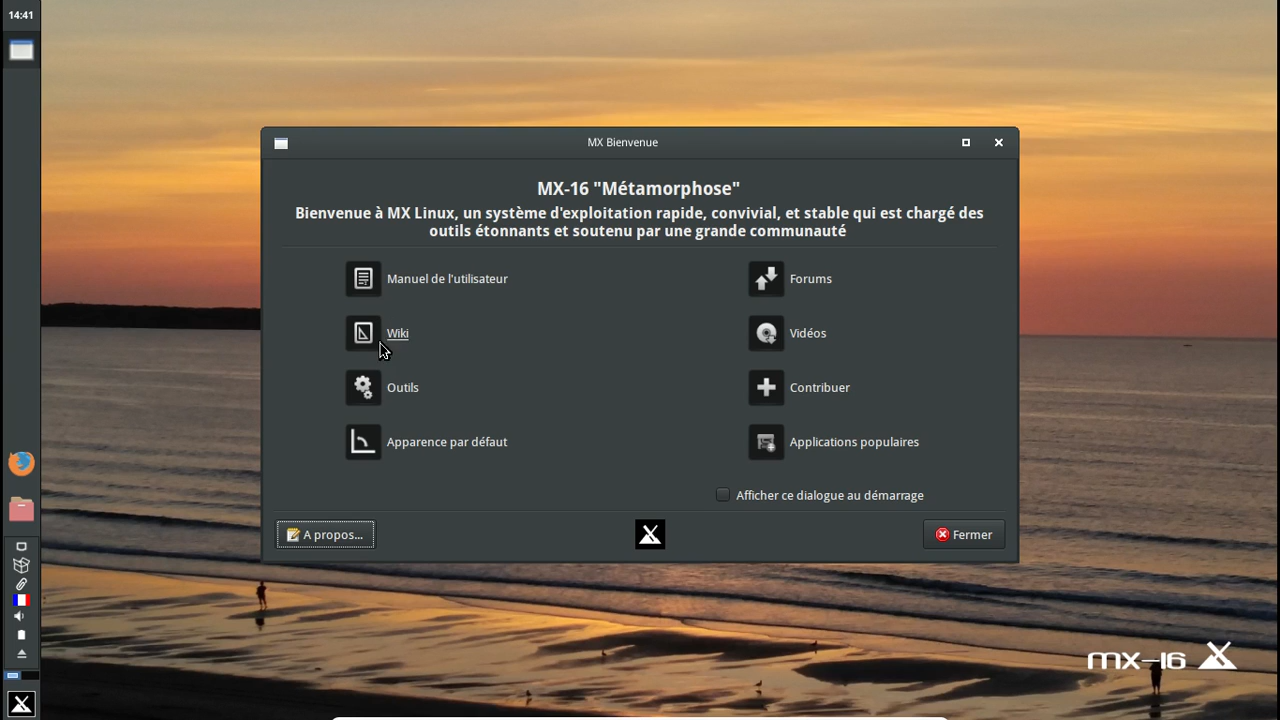 14:41
MX Bienvenue
MX-16 "Métamorphose"
Bienvenue à MX Linux, un système d'exploitation rapide, convivial, et stable qui est chargé des
outils étonnants et soutenu par une grande communauté
Manuel de l'utilisateur
Forums
Wiki
Vidéos
Outils
Contribuer
Apparence par défaut
Applications populaires
Afficher ce dialogue au démarrage
A propos...
Fermer
mx-16